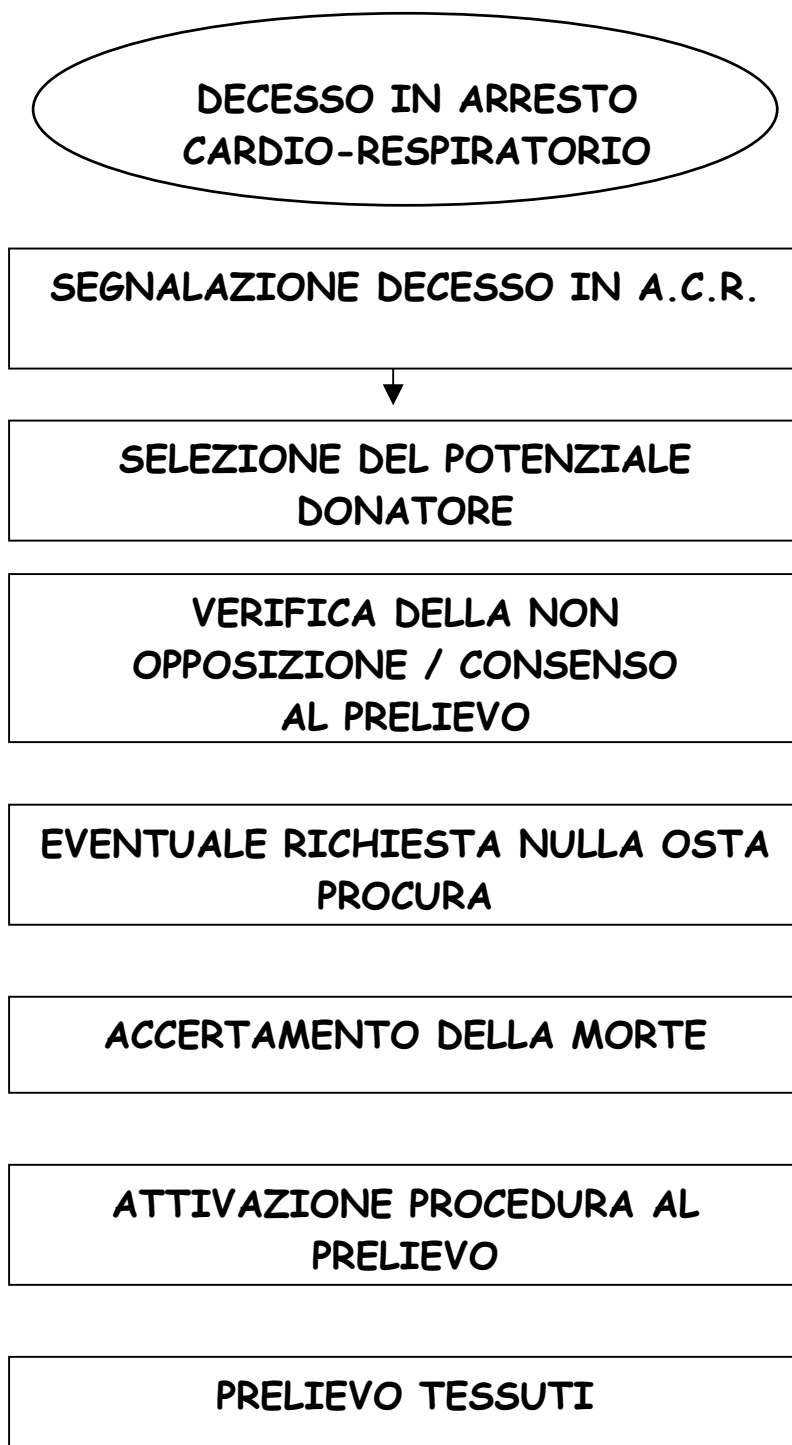 DECESSO IN ARRESTO
CARDIO-RESPIRATORIO
SEGNALAZIONE DECESSO IN A.C.R.
SELEZIONE DEL POTENZIALE
DONATORE
VERIFICA DELLA NON
OPPOSIZIONE / CONSENSO
AL PRELIEVO
EVENTUALE RICHIESTA NULLA OSTA
PROCURA
ACCERTAMENTO DELLA MORTE
ATTIVAZIONE PROCEDURA AL
PRELIEVO
PRELIEVO TESSUTI